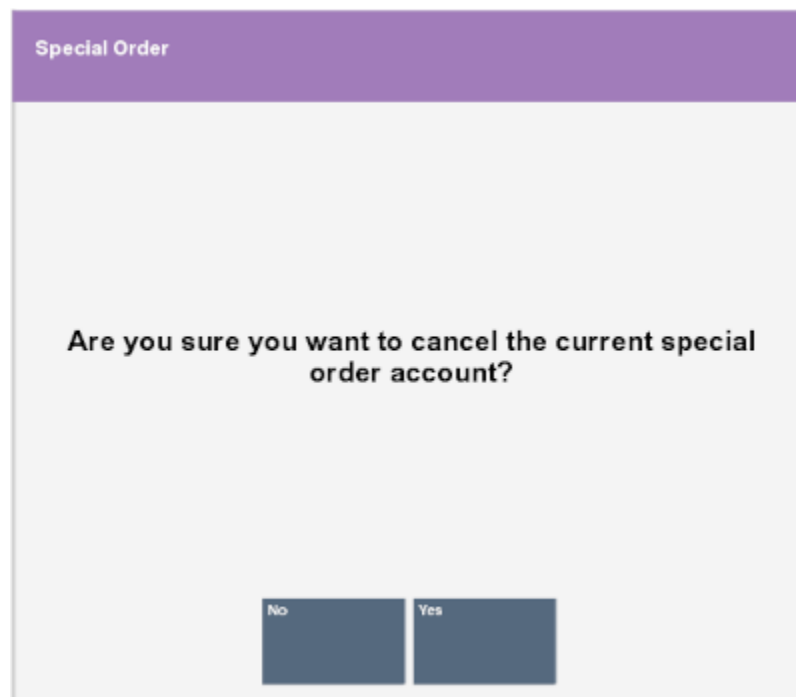 Special Order
Are you sure you want to cancel the current special
order account?
No
Yes